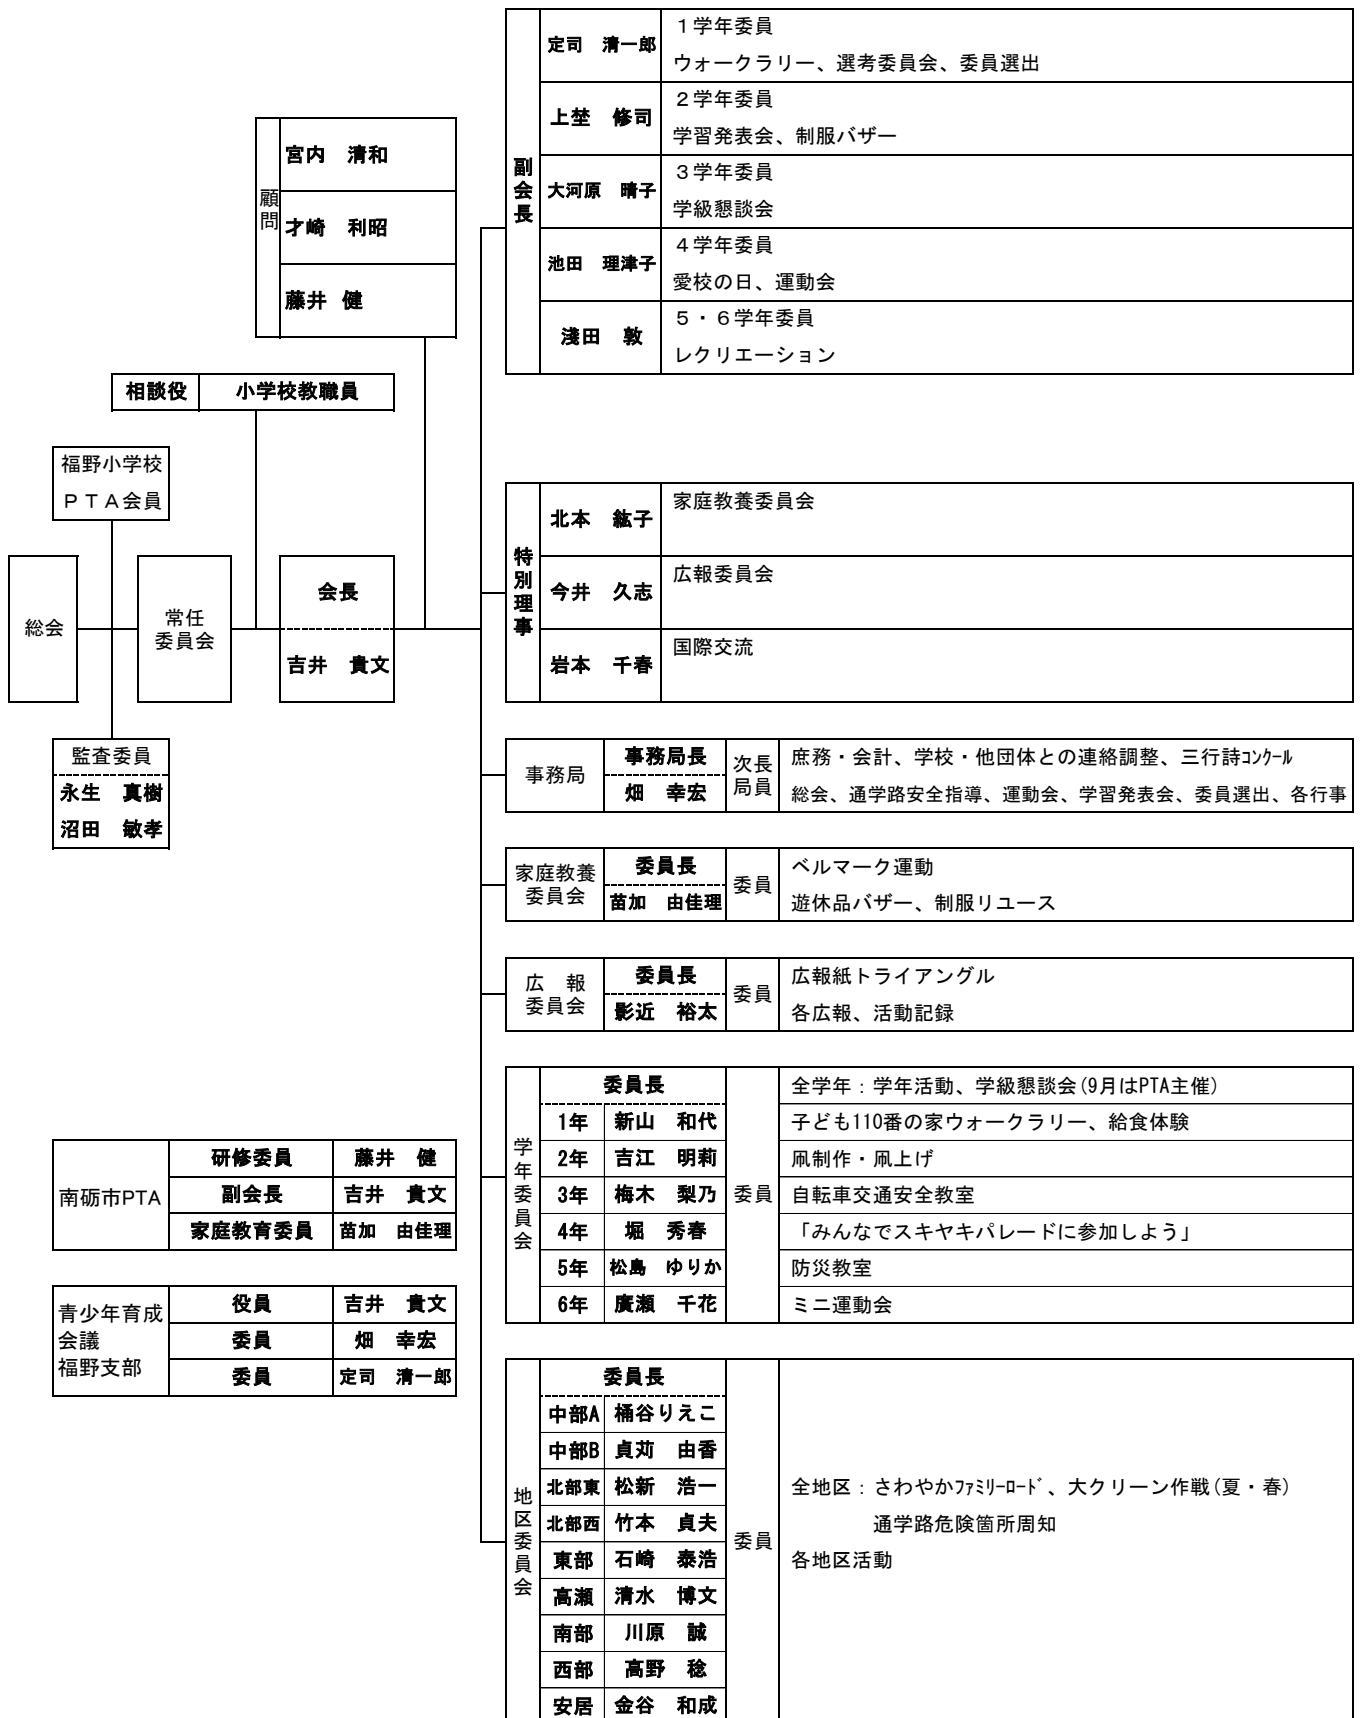 副会長
定司　清一郎
１学年委員
ウォークラリー、選考委員会、委員選出
上埜　修司
２学年委員
学習発表会、制服バザー
大河原　晴子
３学年委員
学級懇談会
池田　理津子
４学年委員
愛校の日、運動会
淺田　敦
５・６学年委員
レクリエーション
顧問
宮内　清和
才崎　利昭
藤井　健
相談役　小学校教職員
福野小学校
ＰＴＡ会員
総会
常任
委員会
会長
吉井　貴文
監査委員
永生　真樹
沼田　敏孝
特別理事
北本　紘子
家庭教養委員会
今井　久志
広報委員会
岩本　千春
国際交流
事務局
事務局長
畑　幸宏
次長
局員
庶務・会計、学校・他団体との連絡調整、三行詩ｺﾝｸｰﾙ
総会、通学路安全指導、運動会、学習発表会、委員選出、各行事
家庭教養
委員会
委員長
苗加　由佳理
委員
ベルマーク運動
遊休品バザー、制服リユース
広　報
委員会
委員長
影近　裕太
委員
広報紙トライアングル
各広報、活動記録
学年委員会
委員長
委員
全学年：学年活動、学級懇談会(9月はPTA主催)
1年　新山　和代　子ども110番の家ウォークラリー、給食体験
2年　吉江　明莉　凧制作・凧上げ
3年　梅木　梨乃　自転車交通安全教室
4年　堀　秀春　「みんなでスキヤキパレードに参加しよう」
5年　松島　ゆりか　防災教室
6年　廣瀬　千花　ミニ運動会
南砺市PTA
研修委員　藤井　健
副会長　吉井　貴文
家庭教育委員　苗加　由佳理
青少年育成
会議
福野支部
役員　吉井　貴文
委員　畑　幸宏
委員　定司　清一郎
地区委員会
委員長
中部A　桶谷りえこ
中部B　貞苅　由香
北部東　松新　浩一
北部西　竹本　貞夫
東部　石崎　泰浩
高瀬　清水　博文
南部　川原　誠
西部　高野　稔
安居　金谷　和成
委員
全地区：さわやかﾌｧﾐﾘｰﾛｰﾄﾞ、大クリーン作戦(夏・春)
通学路危険箇所周知
各地区活動